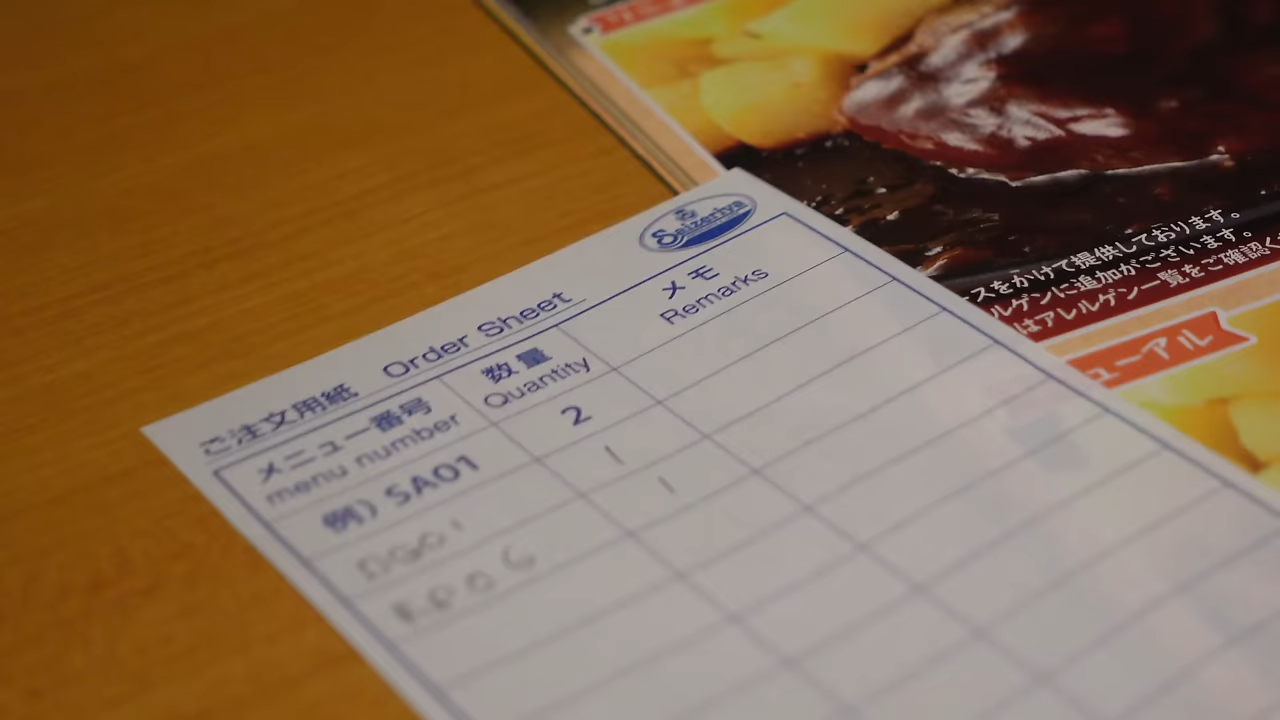 Saizeriya
ご注文用紙 Order Sheet
メニュー番号 数量 メモ
menu number Quantity Remarks
例) SA01 2
DG01 1
1
ースをかけて提供しております。
ルゲンに追加がございます。
はアレルゲン一覧をご確認く
ューアル